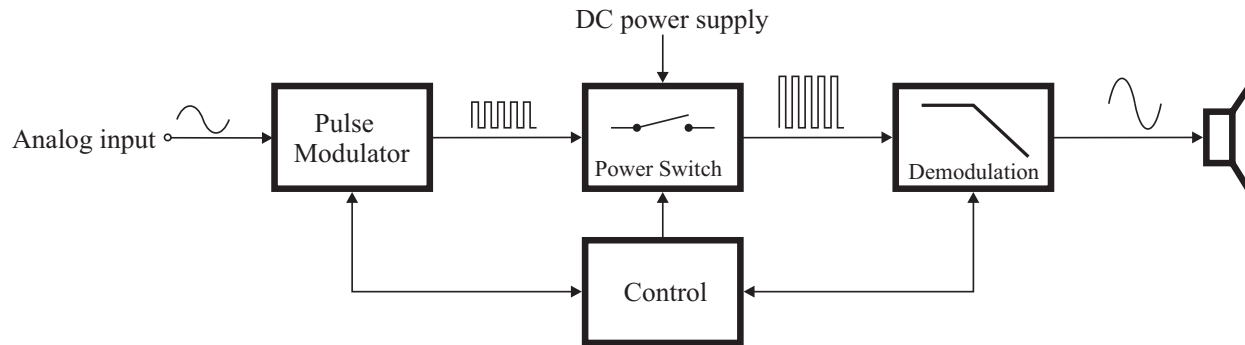 DC power supply
Analog input
Pulse
Modulator
Power Switch
Demodulation
Control